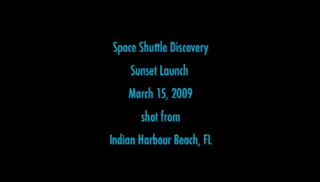 Space Shuttle Discovery
Sunset Launch
March 15, 2009
shot from
Indian Harbour Beach, FL